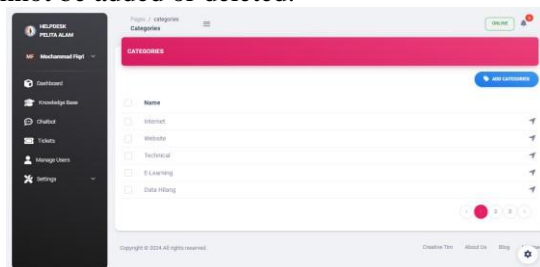 not be added or deleted.
HELPDESK
PELITA ALAM
MF Mochammad Fiqri
Dashboard
Knowledge Base
Chatbot
Tickets
Manage Users
Settings
Pages / categories
Categories
ONLINE
CATEGORIES
ADD CATEGORIES
Name
Internet
Website
Technical
E-Learning
Data Hilang
2 3
Copyright © 2024 All rights reserved.
Creative Tim About Us Blog